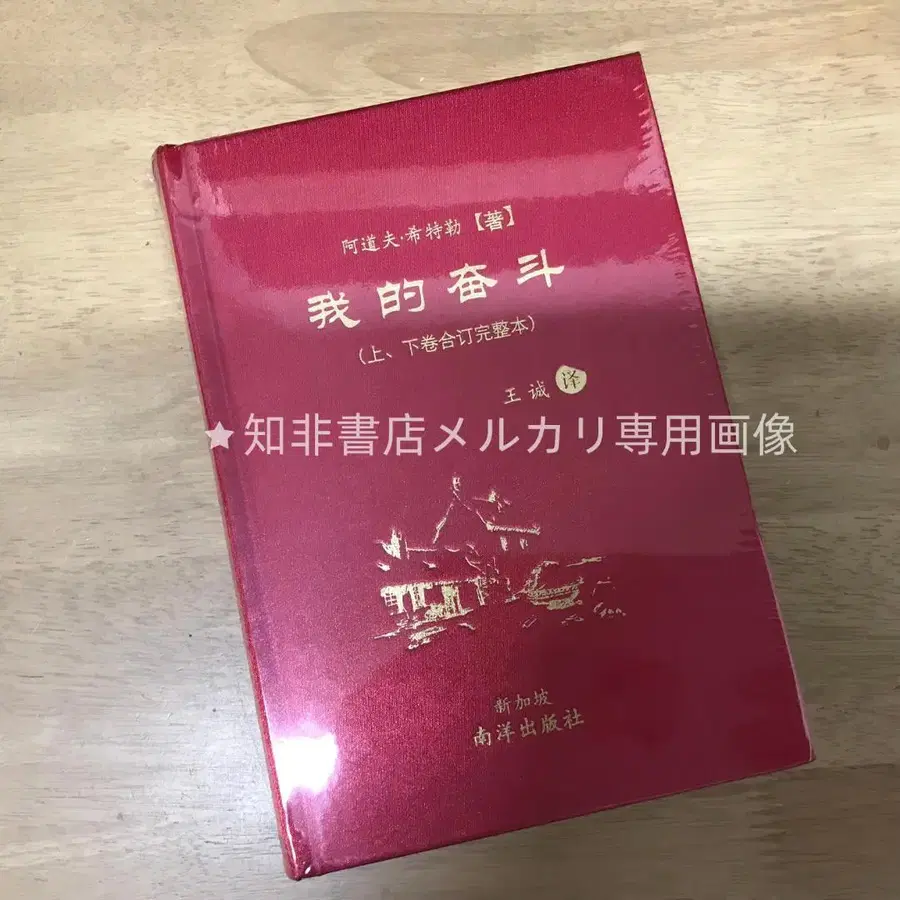 阿道夫·希特勒【著】
我的奋斗
(上、下卷合订完整本)
王诚 译
★知非書店メルカリ専用画像
新加坡
南洋出版社